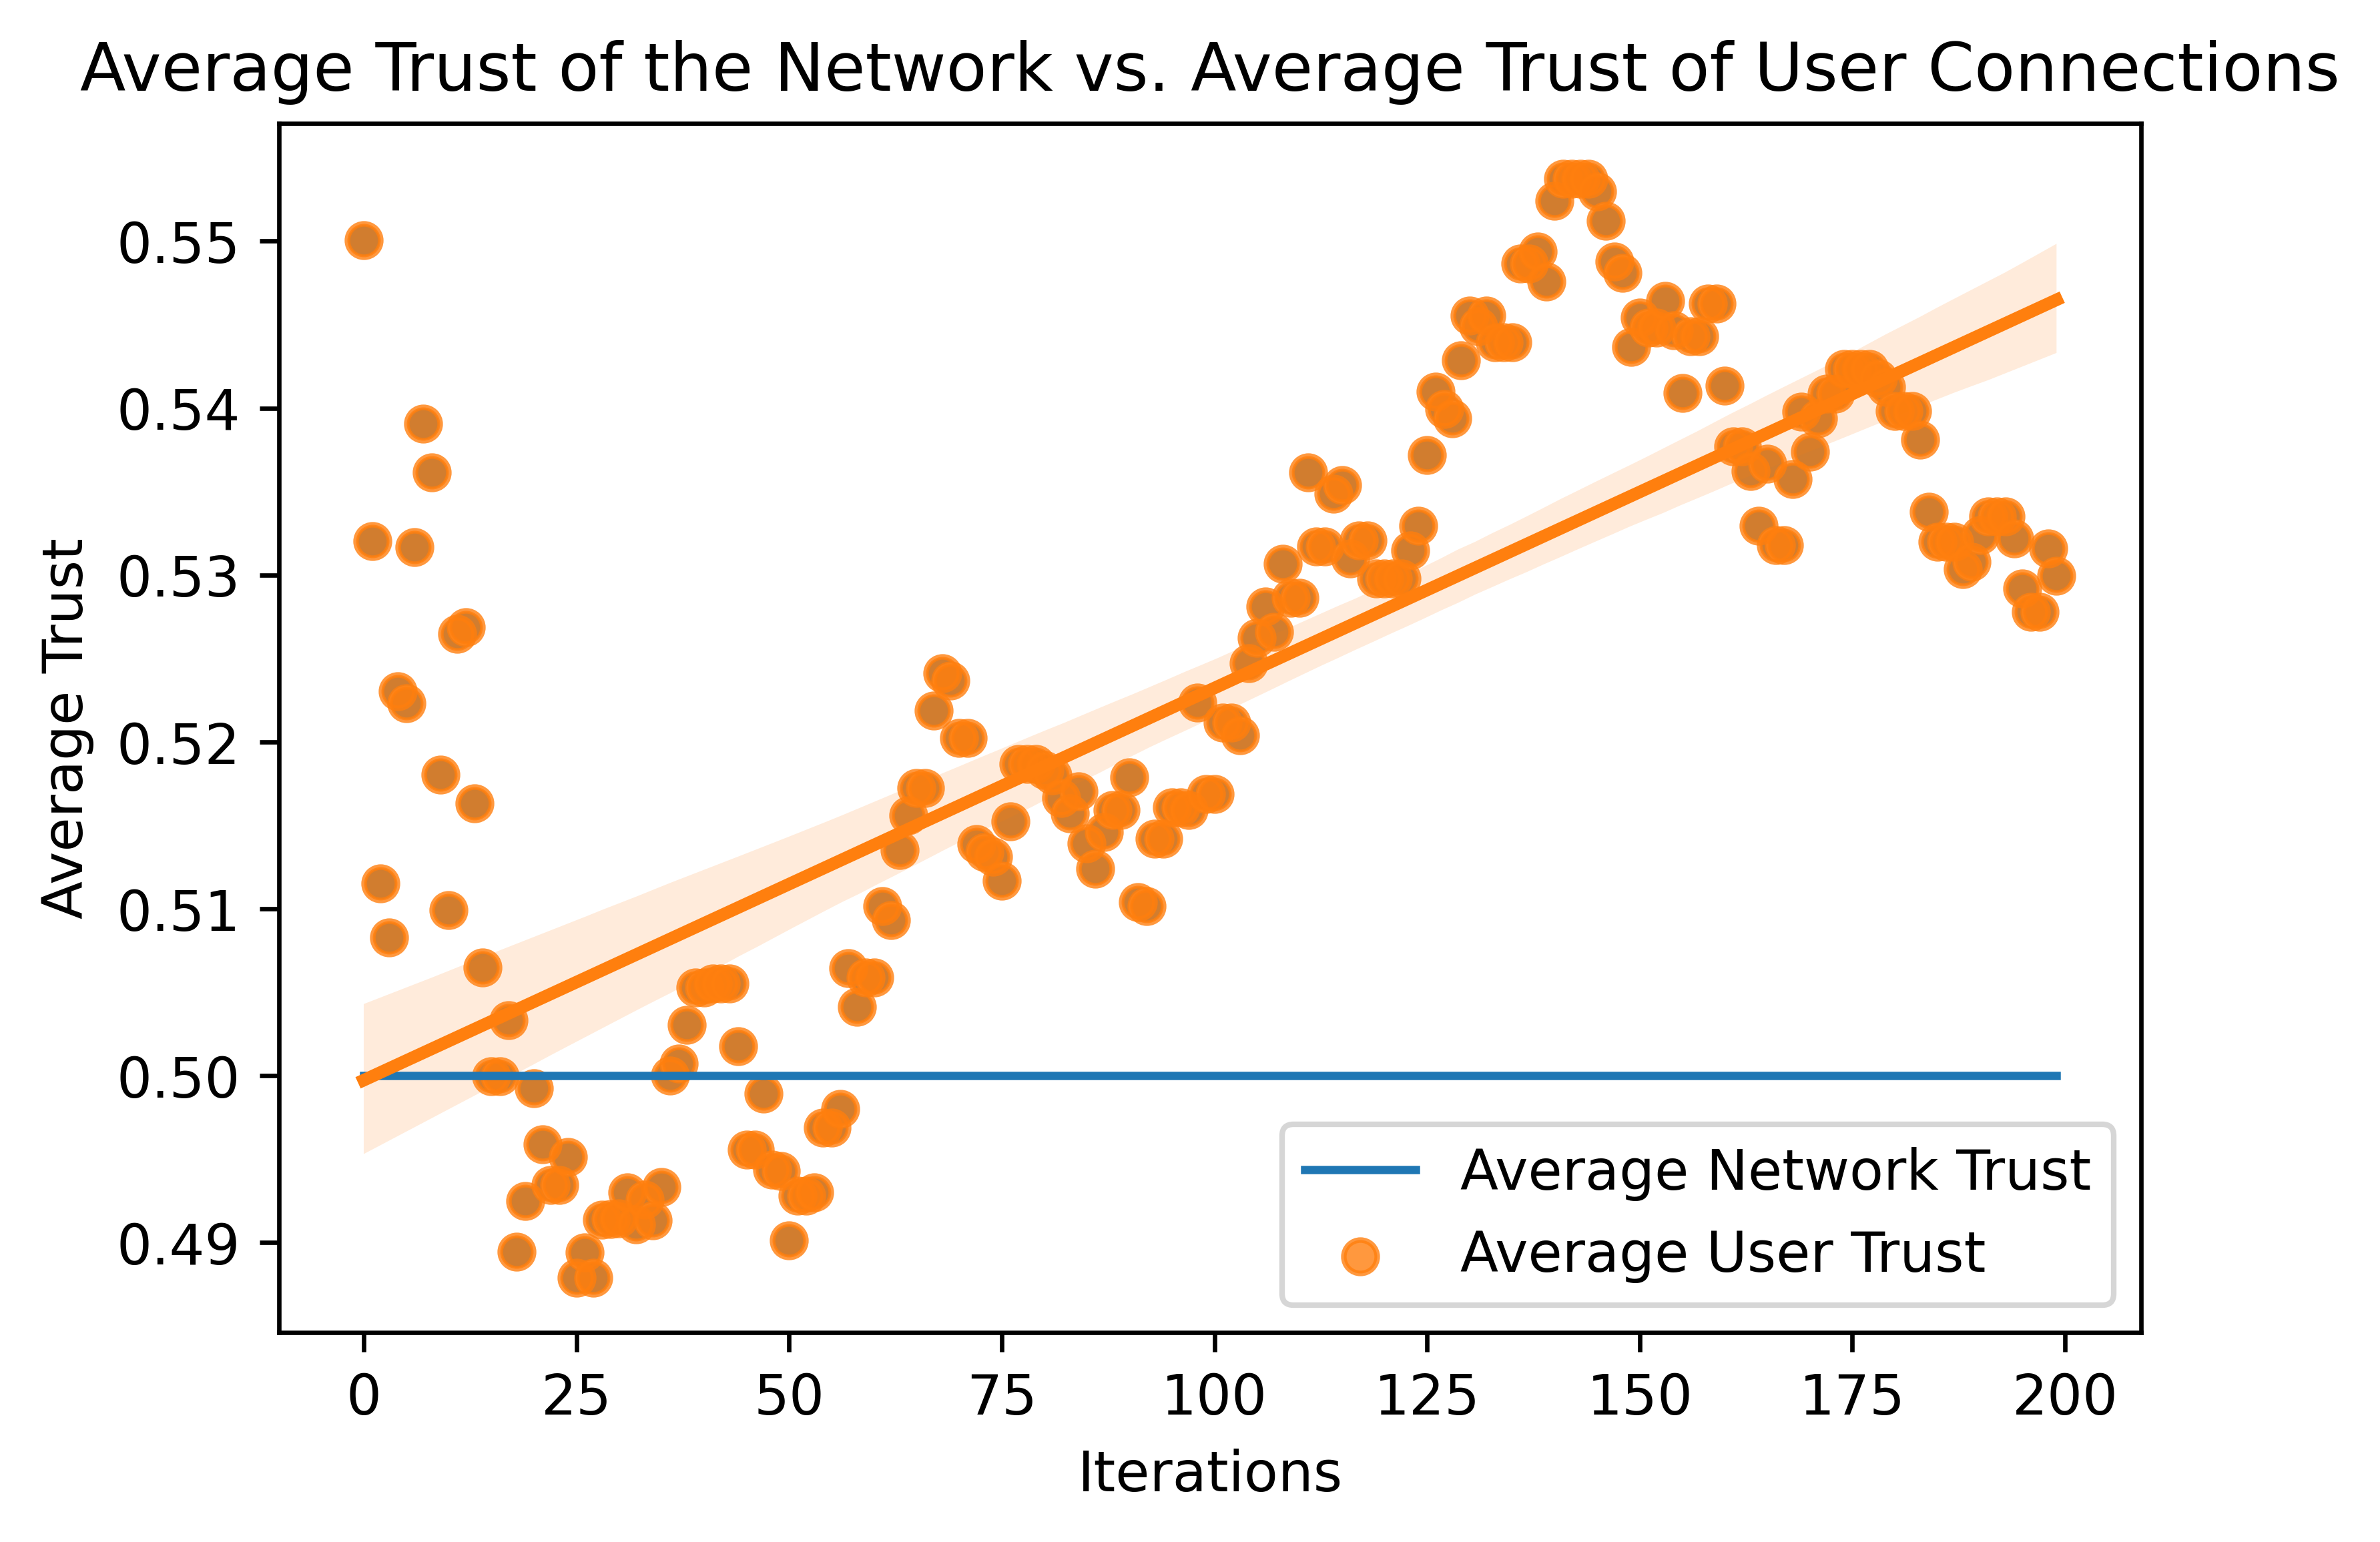 Average Trust of the Network vs. Average Trust of User Connections
Average Trust
0.55
0.54
0.53
0.52
0.51
0.50
0.49
Average Network Trust
Average User Trust
0 25 50 75 100 125 150 175 200
Iterations